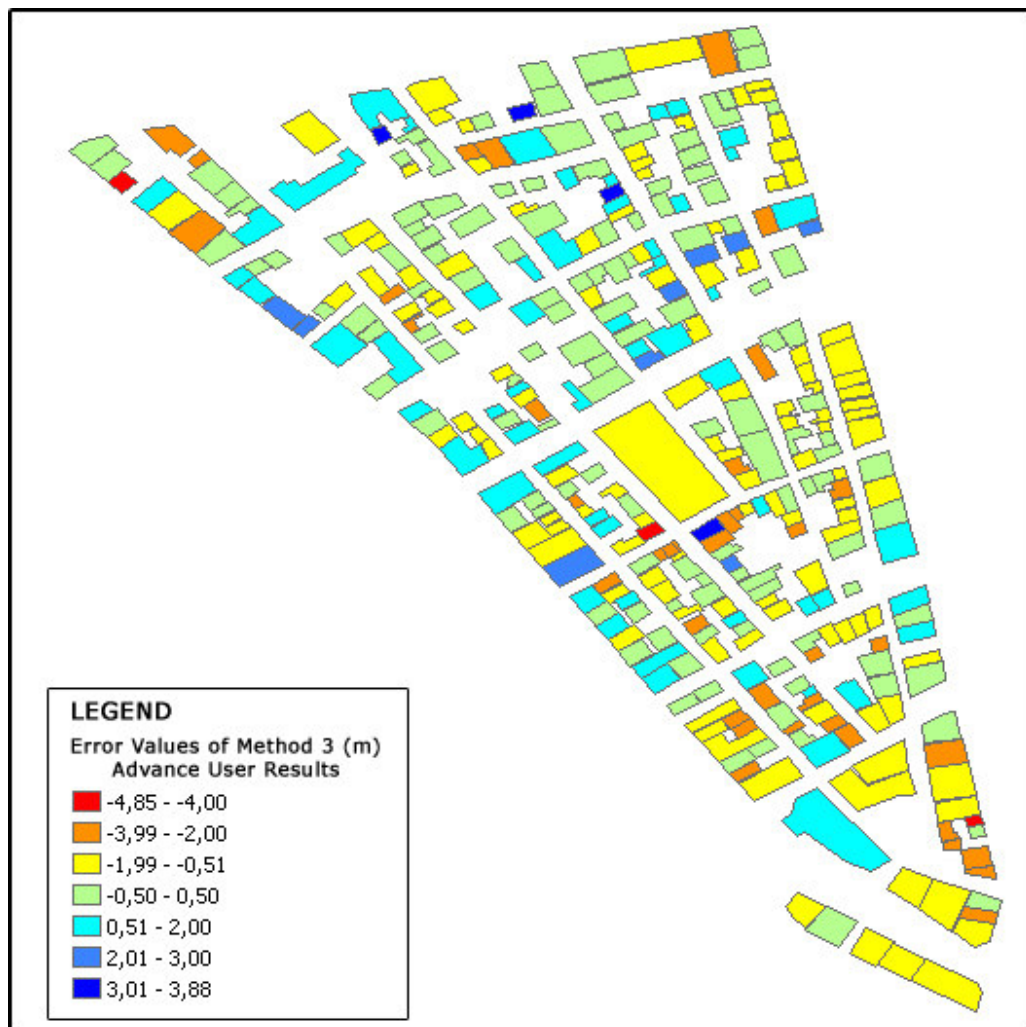 LEGEND
Error Values of Method 3 (m)
Advance User Results
-4,85 - -4,00
-3,99 - -2,00
-1,99 - -0,51
-0,50 - 0,50
0,51 - 2,00
2,01 - 3,00
3,01 - 3,88